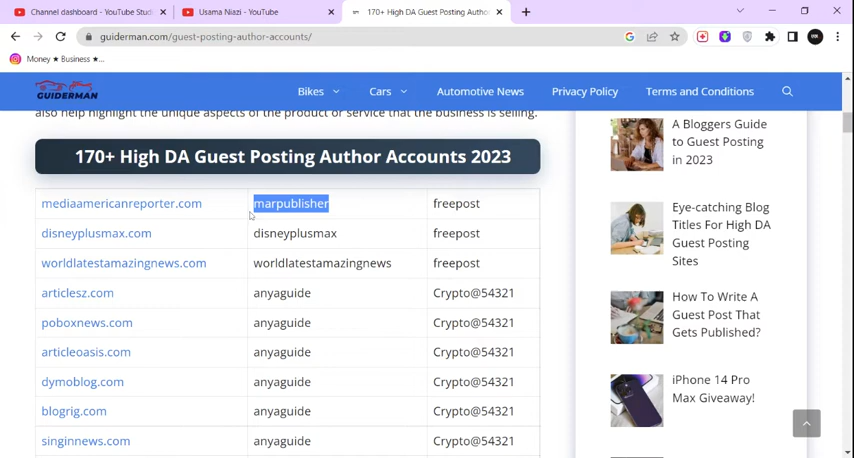 Channel dashboard - YouTube Studi
Usama Niazi - YouTube
170+ High DA Guest Posting Autho
guiderman.com/guest-posting-author-accounts/
Money ★ Business ★...
GUIDERMAN
Bikes
Cars
Automotive News
Privacy Policy
Terms and Conditions
also help highlight the unique aspects of the product or service that the business is selling.
170+ High DA Guest Posting Author Accounts 2023
mediaamericanreporter.com marpublisher freepost
disneyplusmax.com disneyplusmax freepost
worldlatestamazingnews.com worldlatestamazingnews freepost
articlesz.com anyaguide Crypto@54321
poboxnews.com anyaguide Crypto@54321
articleoasis.com anyaguide Crypto@54321
dymoblog.com anyaguide Crypto@54321
blogrig.com anyaguide Crypto@54321
singinnews.com anyaguide Crypto@54321
A Bloggers Guide
to Guest Posting
in 2023
Eye-catching Blog
Titles For High DA
Guest Posting
Sites
How To Write A
Guest Post That
Gets Published?
iPhone 14 Pro
Max Giveaway!